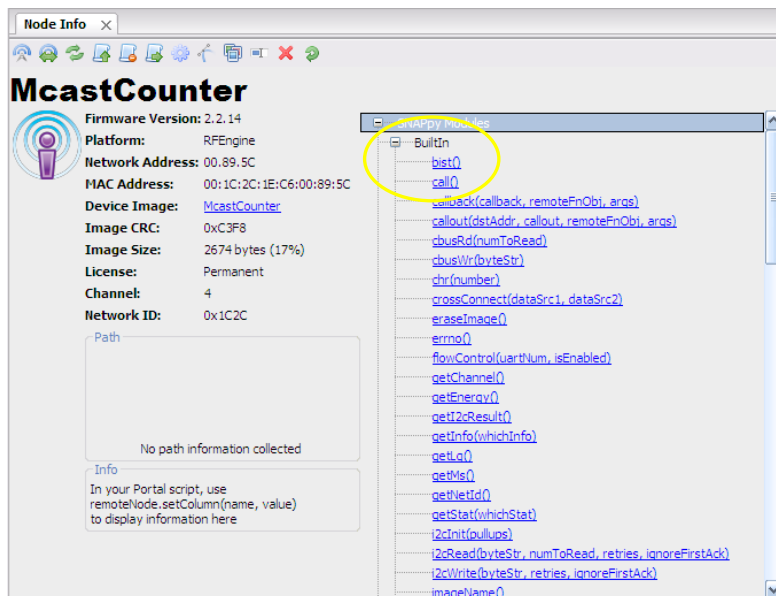 Node Info
McastCounter
Firmware Version: 2.2.14
Platform: RFEngine
Network Address: 00.89.5C
MAC Address: 00:1C:2C:1E:C6:00:89:5C
Device Image: McastCounter
Image CRC: 0xC3F8
Image Size: 2674 bytes (17%)
License: Permanent
Channel: 4
Network ID: 0x1C2C
Path
No path information collected
Info
In your Portal script, use
remoteNode.setColumn(name, value)
to display information here
SNAPpy Modules
BuiltIn
bist()
call()
callback(callback, remoteFnObj, args)
callout(dstAddr, callout, remoteFnObj, args)
cbusRd(numToRead)
cbusWr(byteStr)
chr(number)
crossConnect(dataSrc1, dataSrc2)
eraseImage()
errno()
flowControl(uartNum, isEnabled)
getChannel()
getEnergy()
getI2cResult()
getInfo(whichInfo)
getLq()
getMs()
getNetId()
getStat(whichStat)
i2cInit(pullups)
i2cRead(byteStr, numToRead, retries, ignoreFirstAck)
i2cWrite(byteStr, retries, ignoreFirstAck)
imageName()